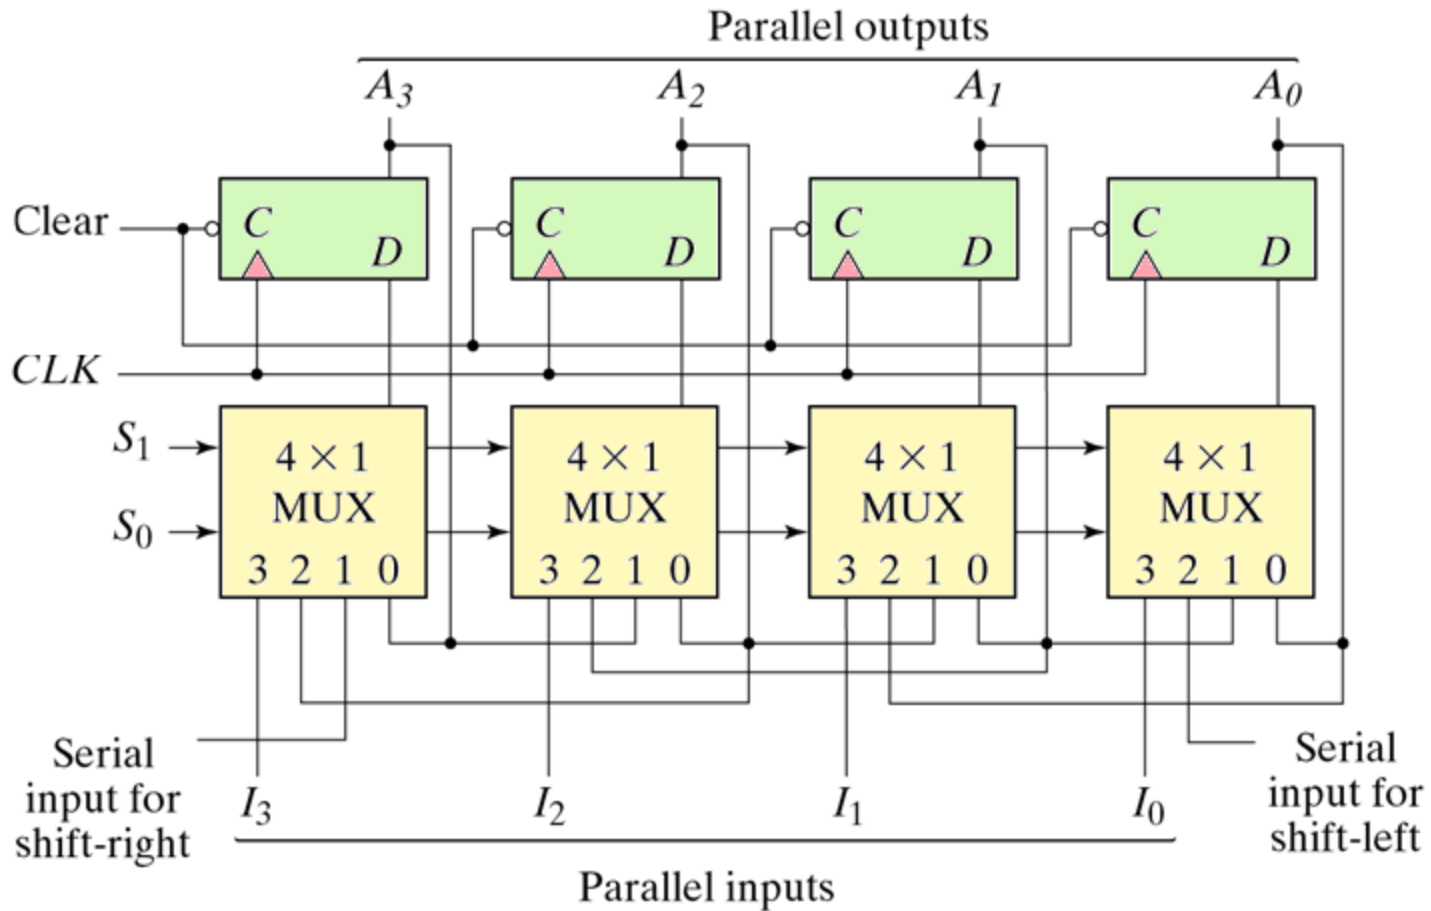 Parallel outputs
A3 A2 A1 A0
Clear C C C C
D D D D
CLK
S1 4 × 1 4 × 1 4 × 1 4 × 1
MUX MUX MUX MUX
S0
3 2 1 0 3 2 1 0 3 2 1 0 3 2 1 0
Serial
input for
shift-right
I3 I2 I1 I0
Serial
input for
shift-left
Parallel inputs